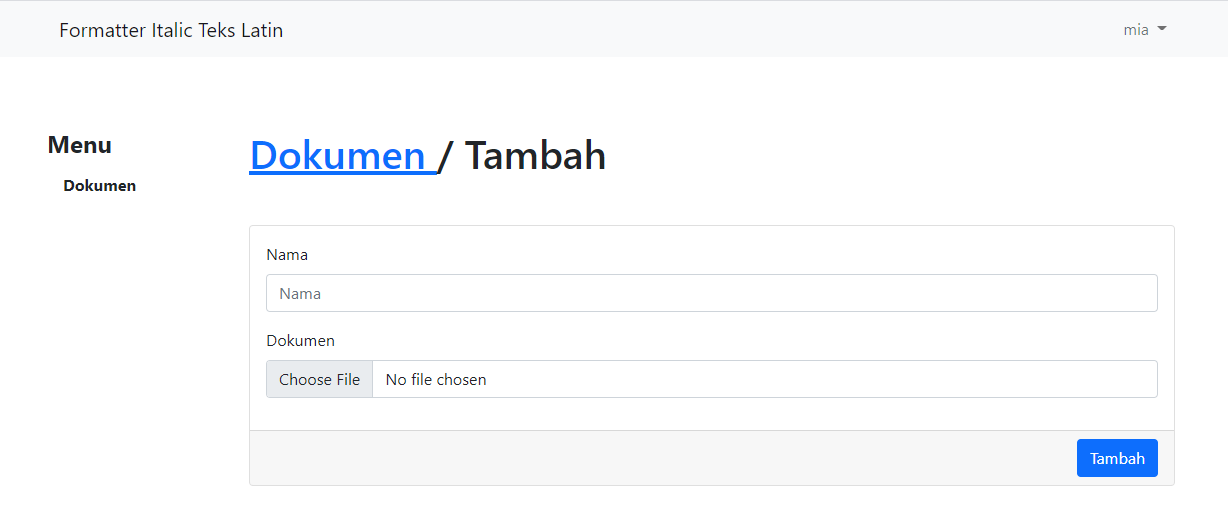 Formatter Italic Teks Latin
mia
Menu
Dokumen
Dokumen / Tambah
Nama
Nama
Dokumen
Choose File No file chosen
Tambah